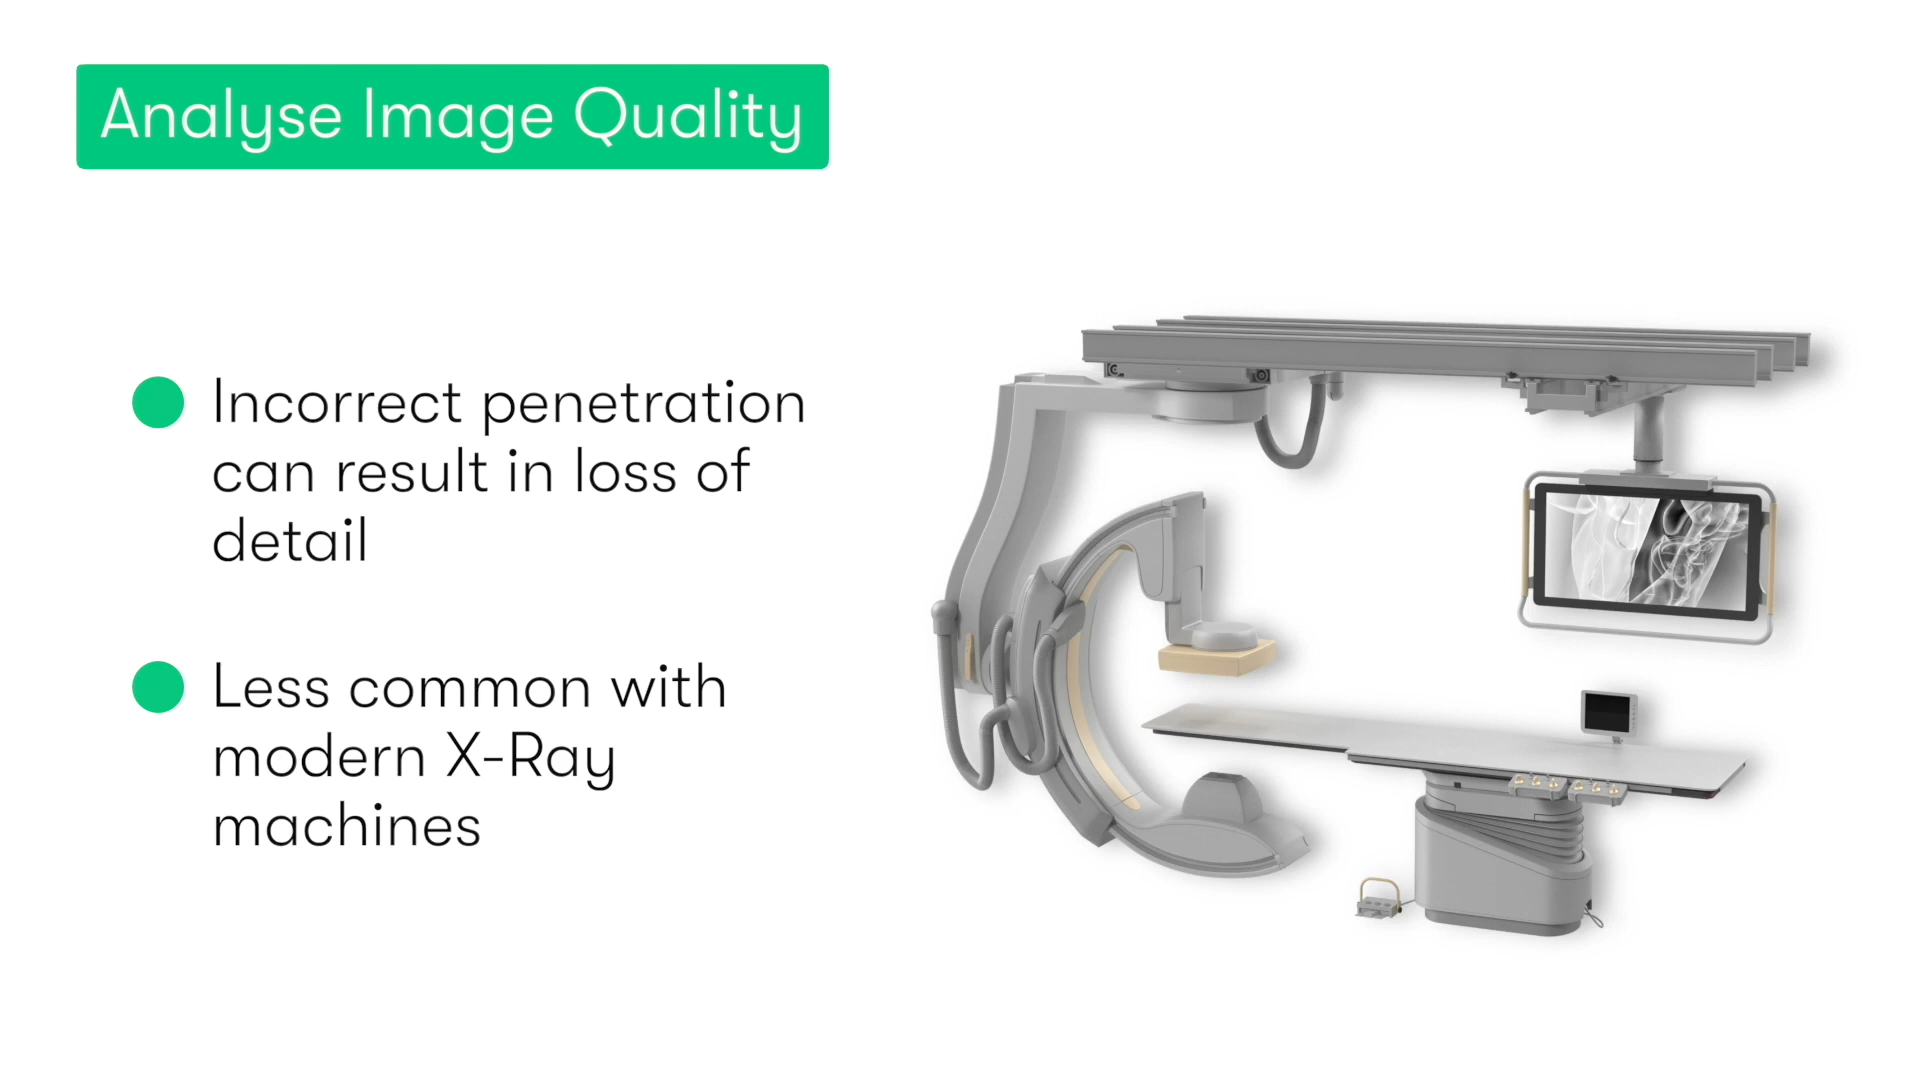 Analyse Image Quality
Incorrect penetration
can result in loss of
detail
Less common with
modern X-Ray
machines